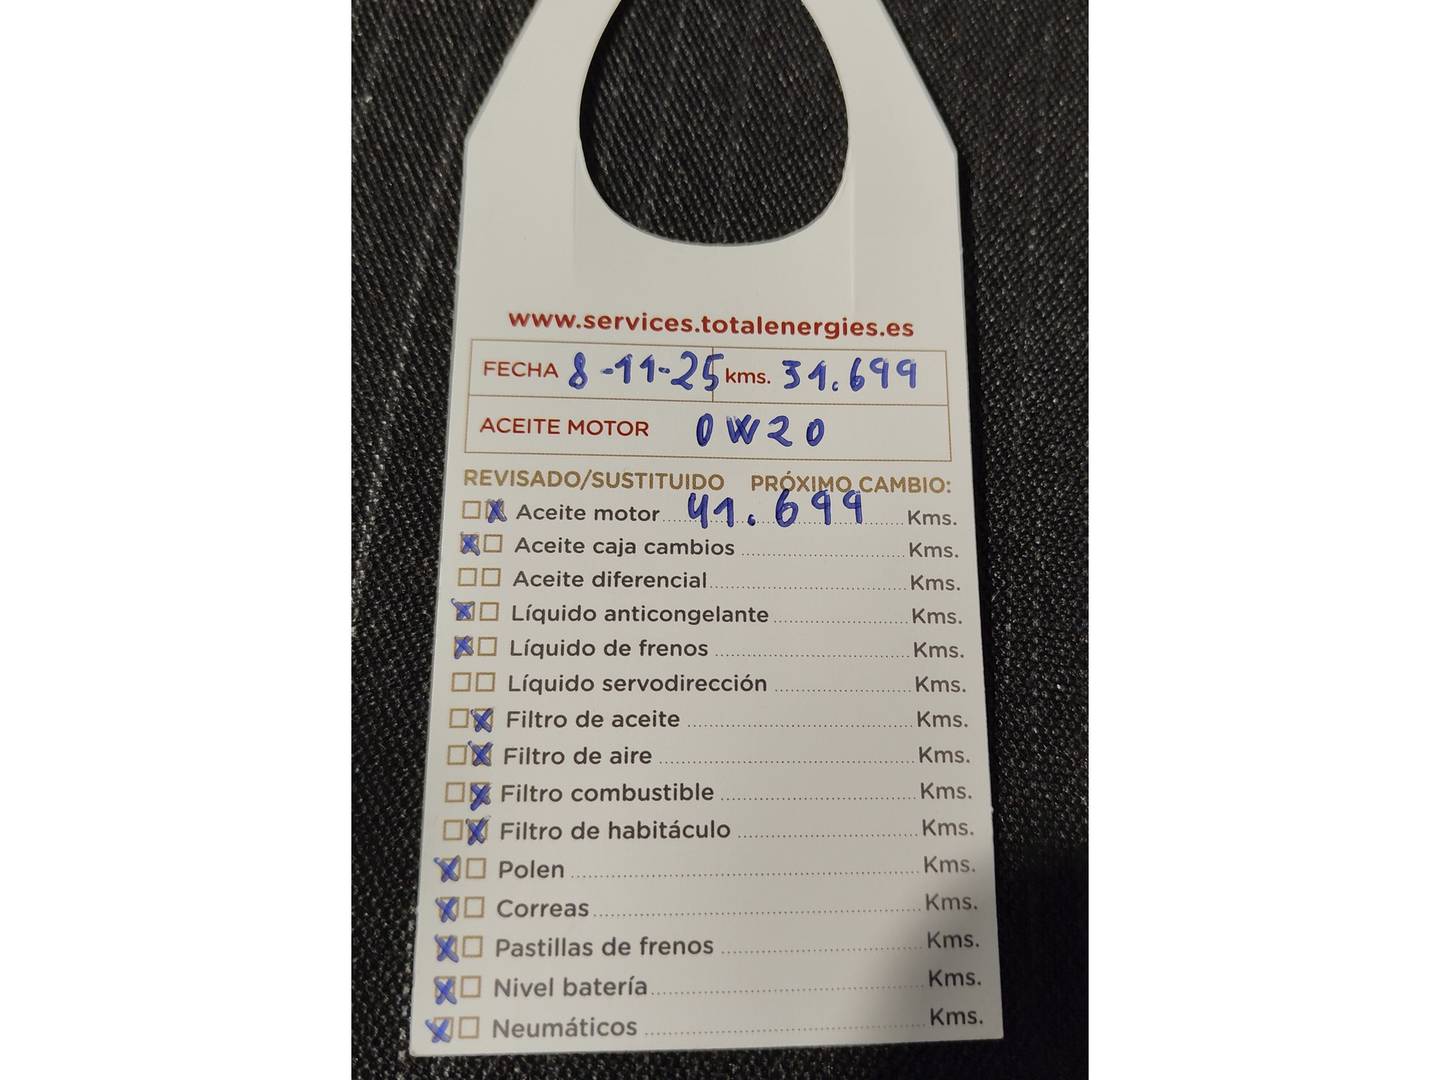 www.services.totalenergies.es
FECHA 8-11-25 kms. 31.699
ACEITE MOTOR 0W20
REVISADO/SUSTITUIDO PRÓXIMO CAMBIO:
Aceite motor 41.699 Kms.
Aceite caja cambios Kms.
Aceite diferencial Kms.
Líquido anticongelante Kms.
Líquido de frenos Kms.
Líquido servodirección Kms.
Filtro de aceite Kms.
Filtro de aire Kms.
Filtro combustible Kms.
Filtro de habitáculo Kms.
Polen Kms.
Correas Kms.
Pastillas de frenos Kms.
Nivel batería Kms.
Neumáticos Kms.